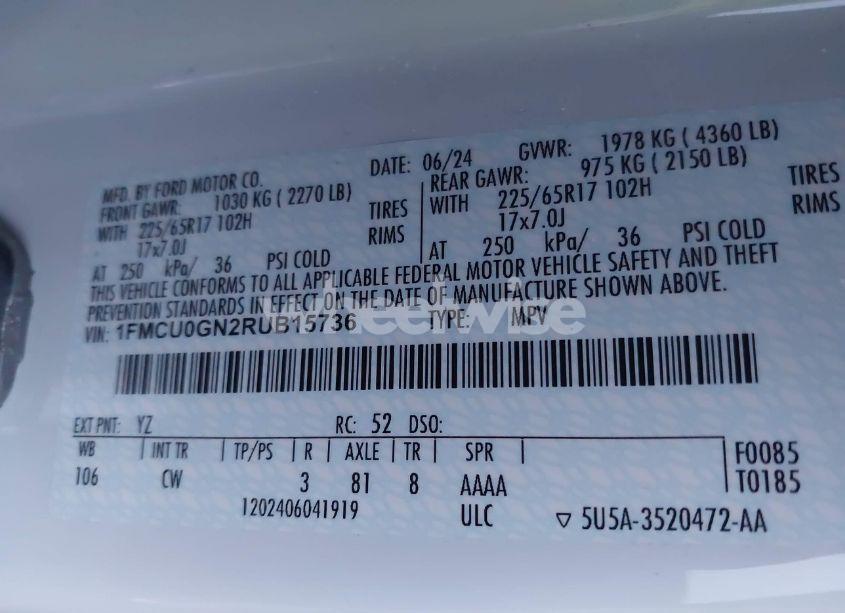 MFD. BY FORD MOTOR CO. DATE: 06/24 GVWR: 1978 KG ( 4360 LB)
FRONT GAWR: 1030 KG ( 2270 LB) REAR GAWR: 975 KG ( 2150 LB)
WITH 225/65R17 102H TIRES WITH 225/65R17 102H TIRES
17x7.0J RIMS 17x7.0J RIMS
AT 250 kPa/ 36 PSI COLD AT 250 kPa/ 36 PSI COLD
THIS VEHICLE CONFORMS TO ALL APPLICABLE FEDERAL MOTOR VEHICLE SAFETY AND THEFT
PREVENTION STANDARDS IN EFFECT ON THE DATE OF MANUFACTURE SHOWN ABOVE.
VIN: 1FMCU0GN2RUB15736 TYPE: MPV
wheelwise
EXT PNT: YZ RC: 52 DSO:
WB INT TR TP/PS R AXLE TR SPR F0085
106 CW 3 81 8 AAAA T0185
1202406041919 ULC ▽ 5U5A-3520472-AA